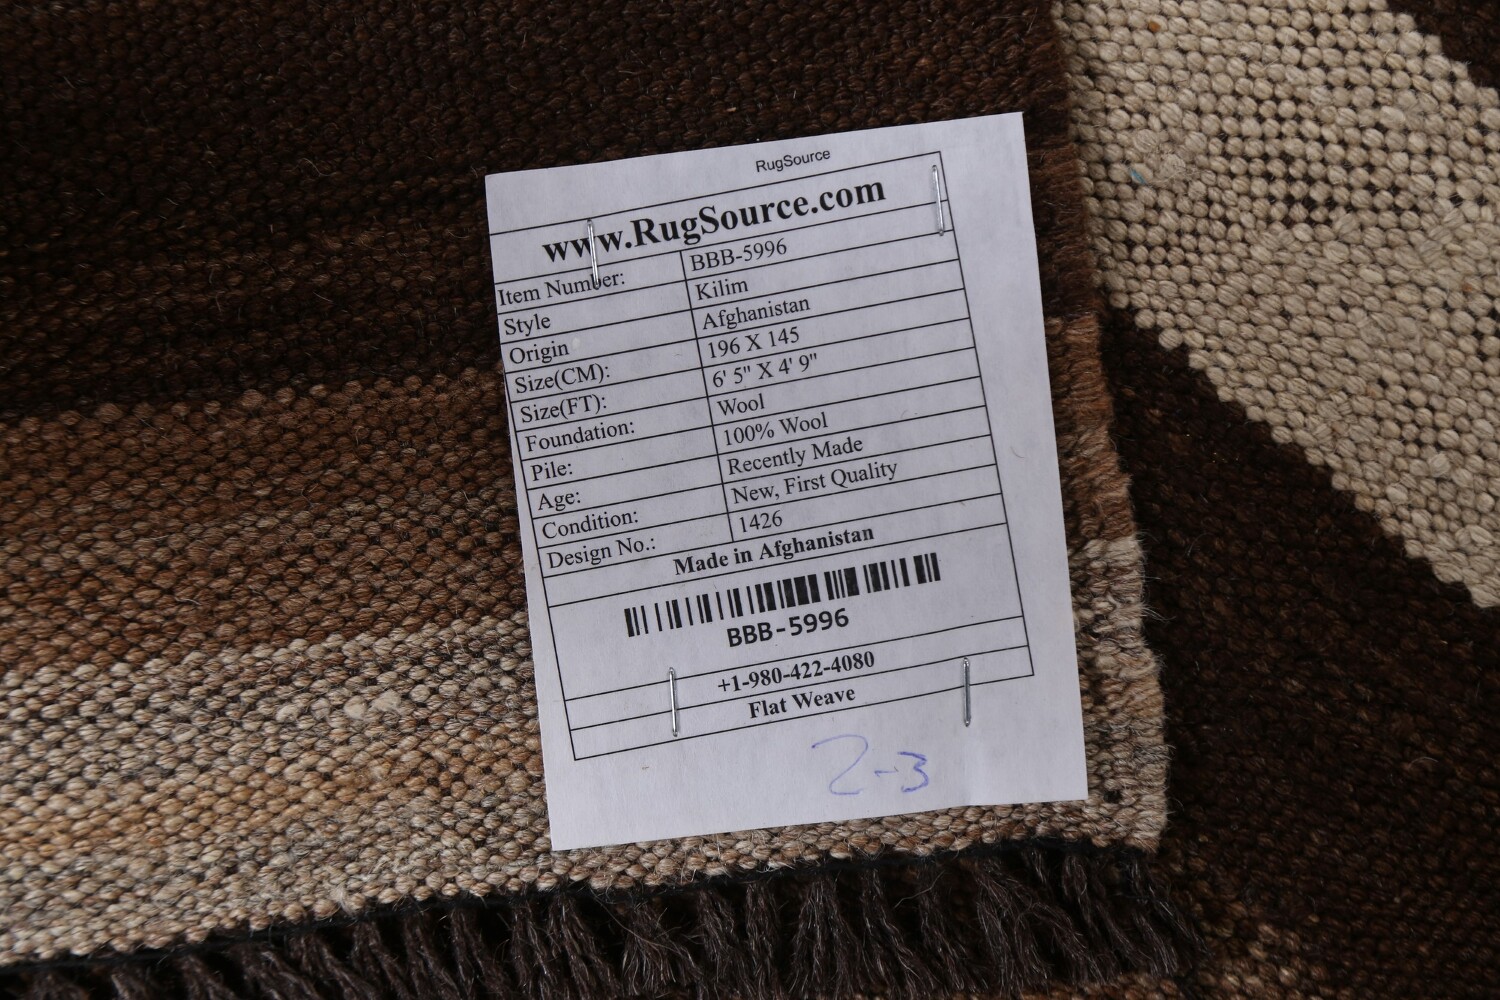 RugSource
www.RugSource.com
Item Number: BBB-5996
Style Kilim
Origin Afghanistan
Size(CM): 196 X 145
Size(FT): 6' 5" X 4' 9"
Foundation: Wool
Pile: 100% Wool
Age: Recently Made
Condition: New, First Quality
Design No.: 1426
Made in Afghanistan
BBB-5996
+1-980-422-4080
Flat Weave
2-3